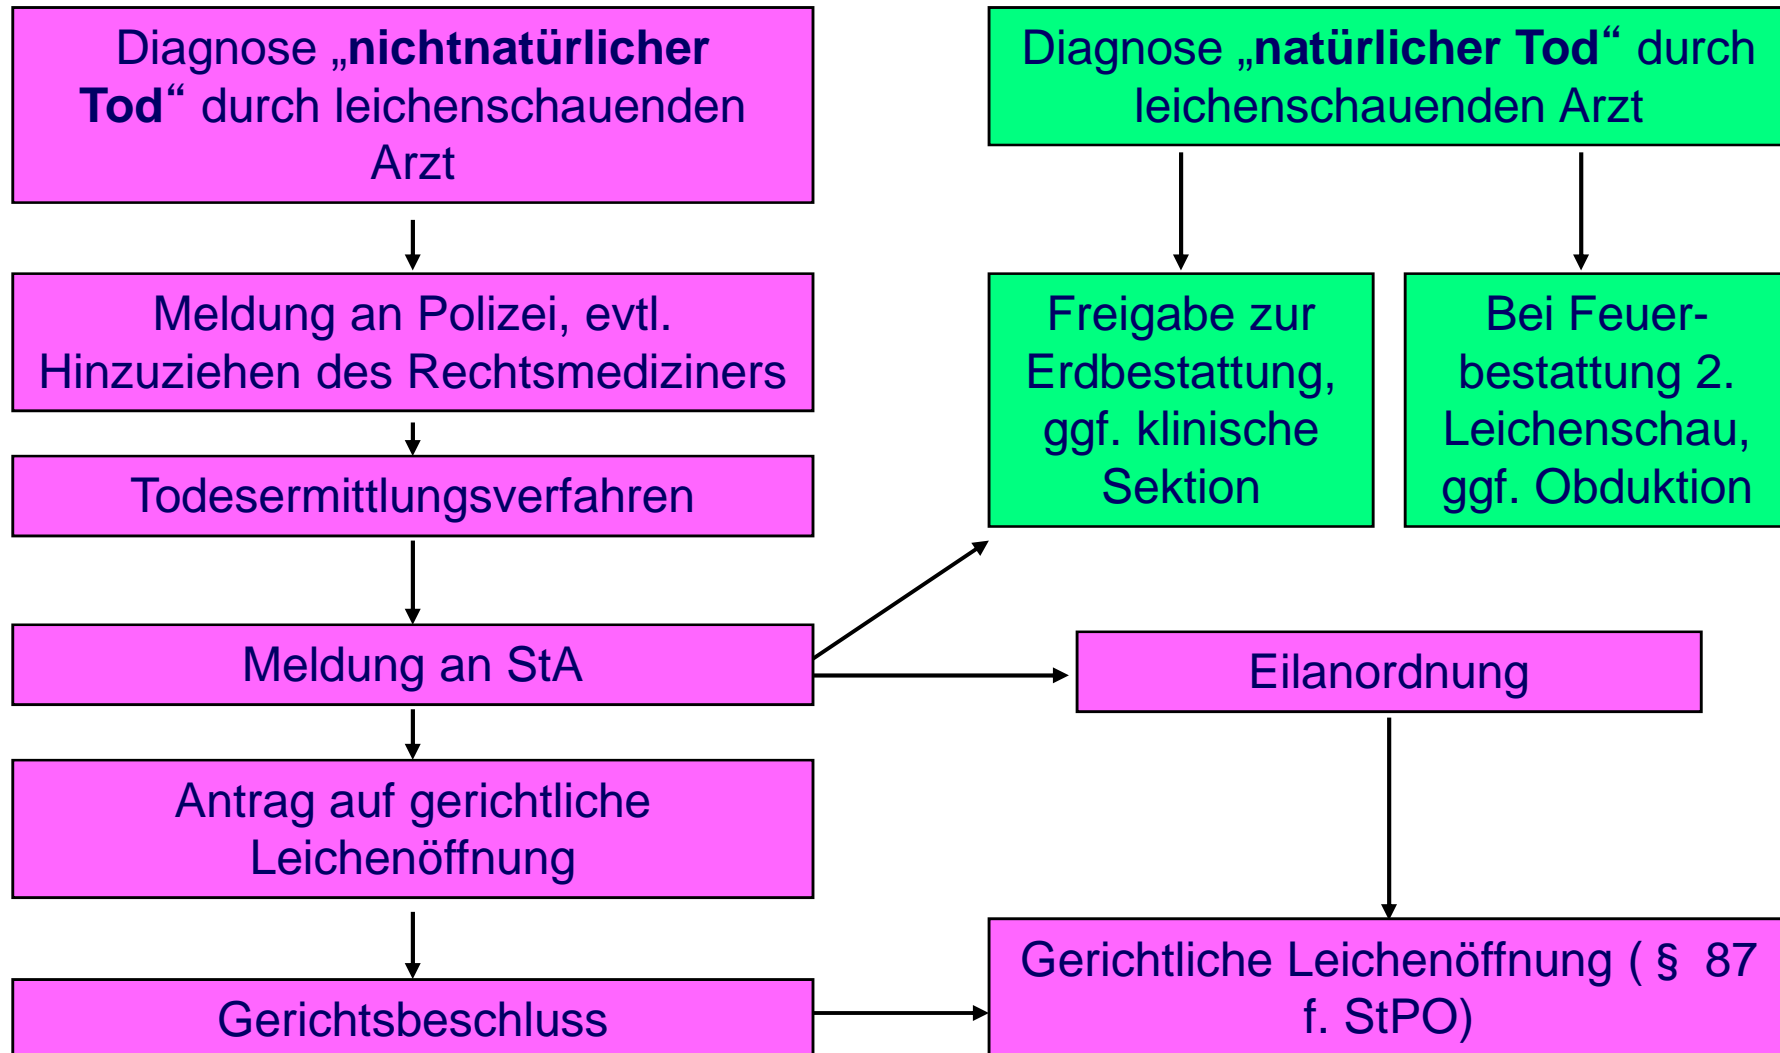 Diagnose „nichtnatürlicher
Tod“ durch leichenschauenden
Arzt
Diagnose „natürlicher Tod“ durch
leichenschauenden Arzt
Meldung an Polizei, evtl.
Hinzuziehen des Rechtsmediziners
Freigabe zur
Erdbestattung,
ggf. klinische
Sektion
Bei Feuer-
bestattung 2.
Leichenschau,
ggf. Obduktion
Todesermittlungsverfahren
Meldung an StA
Eilanordnung
Antrag auf gerichtliche
Leichenöffnung
Gerichtsbeschluss
Gerichtliche Leichenöffnung ( § 87
f. StPO)